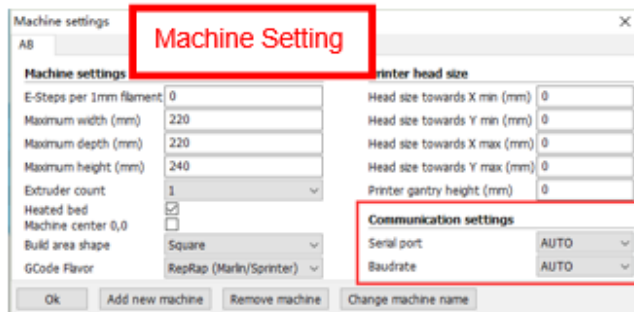 Machine settings
A8
Machine Setting
Machine settings
E-Steps per 1mm filament 0
Maximum width (mm) 220
Maximum depth (mm) 220
Maximum height (mm) 240
Extruder count 1
Heated bed
Machine center 0,0
Build area shape Square
GCode Flavor RepRap (Marlin/Sprinter)
rinter head size
Head size towards X min (mm) 0
Head size towards Y min (mm) 0
Head size towards X max (mm) 0
Head size towards Y max (mm) 0
Printer gantry height (mm) 0
Communication settings
Serial port AUTO
Baudrate AUTO
Ok Add new machine Remove machine Change machine name